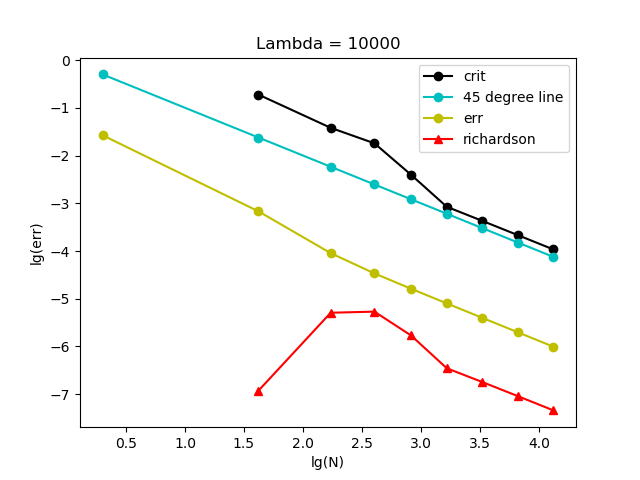 Lambda = 10000
0
−1
−2
−3
−4
−5
−6
−7
lg(err)
crit
45 degree line
err
richardson
0.5 1.0 1.5 2.0 2.5 3.0 3.5 4.0
lg(N)